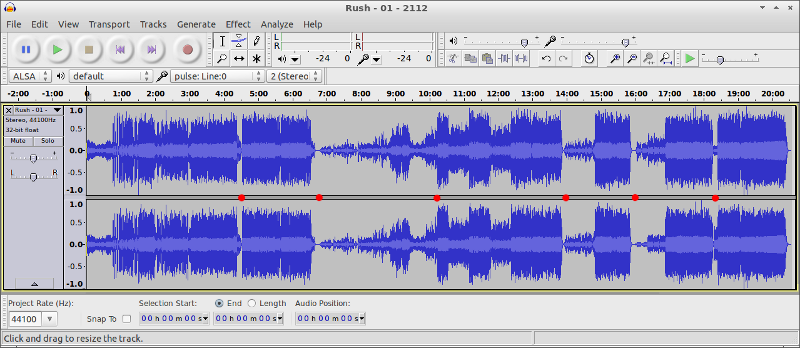 Rush - 01 - 2112
File Edit View Transport Tracks Generate Effect Analyze Help
L
R
-24 0
L
R
-24 0
ALSA default pulse: Line:0 2 (Stereo
-2:00 -1:00 0 1:00 2:00 3:00 4:00 5:00 6:00 7:00 8:00 9:00 10:00 11:00 12:00 13:00 14:00 15:00 16:00 17:00 18:00 19:00 20:00
Rush - 01 -
Stereo, 44100Hz
32-bit float
Mute Solo
- +
L R
1.0
0.5
0.0
-0.5
-1.0
1.0
0.5
0.0
-0.5
-1.0
Project Rate (Hz): Selection Start: End Length Audio Position:
44100 Snap To 00 h 00 m 00 s 00 h 00 m 00 s 00 h 00 m 00 s
Click and drag to resize the track.